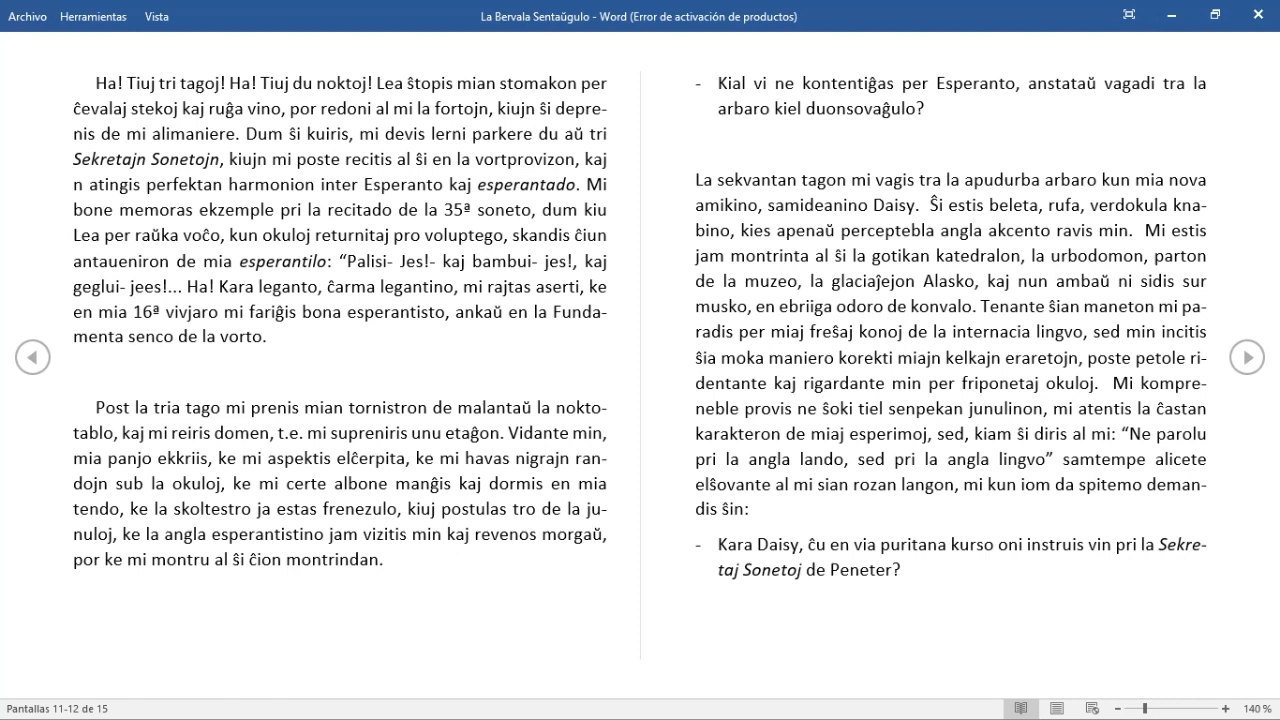 Archivo Herramientas Vista
La Bervala Sentaŭgulo - Word (Error de activación de productos)
Ha! Tiuj tri tagoj! Ha! Tiuj du noktoj! Lea ŝtopis mian stomakon per
ĉevalaj stekoj kaj ruĝa vino, por redoni al mi la fortojn, kiujn ŝi depre-
nis de mi alimaniere. Dum ŝi kuiris, mi devis lerni parkere du aŭ tri
Sekretajn Sonetojn, kiujn mi poste recitis al ŝi en la vortprovizon, kaj
n atingis perfektan harmonion inter Esperanto kaj esperantado. Mi
bone memoras ekzemple pri la recitado de la 35ª soneto, dum kiu
Lea per raŭka voĉo, kun okuloj returnitaj pro voluptego, skandis ĉiun
antaueniron de mia esperantilo: “Palisi- Jes!- kaj bambui- jes!, kaj
geglui- jees!... Ha! Kara leganto, ĉarma legantino, mi rajtas aserti, ke
en mia 16ª vivjaro mi fariĝis bona esperantisto, ankaŭ en la Funda-
menta senco de la vorto.
Post la tria tago mi prenis mian tornistron de malantaŭ la nokto-
tablo, kaj mi reiris domen, t.e. mi supreniris unu etaĝon. Vidante min,
mia panjo ekkriis, ke mi aspektis elĉerpita, ke mi havas nigrajn ran-
dojn sub la okuloj, ke mi certe albone manĝis kaj dormis en mia
tendo, ke la skoltestro ja estas frenezulo, kiuj postulas tro de la ju-
nuloj, ke la angla esperantistino jam vizitis min kaj revenos morgaŭ,
por ke mi montru al ŝi ĉion montrindan.
- Kial vi ne kontentiĝas per Esperanto, anstataŭ vagadi tra la
arbaro kiel duonsovaĝulo?
La sekvantan tagon mi vagis tra la apudurba arbaro kun mia nova
amikino, samideanino Daisy. Ŝi estis beleta, rufa, verdokula kna-
bino, kies apenaŭ perceptebla angla akcento ravis min. Mi estis
jam montrinta al ŝi la gotikan katedralon, la urbodomon, parton
de la muzeo, la glaciaĵejon Alasko, kaj nun ambaŭ ni sidis sur
musko, en ebriiga odoro de konvalo. Tenante ŝian maneton mi pa-
radis per miaj freŝaj konoj de la internacia lingvo, sed min incitis
ŝia moka maniero korekti miajn kelkajn eraretojn, poste petole ri-
dentante kaj rigardante min per friponetaj okuloj. Mi kompre-
neble provis ne ŝoki tiel senpekan junulinon, mi atentis la ĉastan
karakteron de miaj esperimoj, sed, kiam ŝi diris al mi: “Ne parolu
pri la angla lando, sed pri la angla lingvo” samtempe alicete
elŝovante al mi sian rozan langon, mi kun iom da spitemo deman-
dis ŝin:
- Kara Daisy, ĉu en via puritana kurso oni instruis vin pri la Sekre-
taj Sonetoj de Peneter?
Pantallas 11-12 de 15
140 %